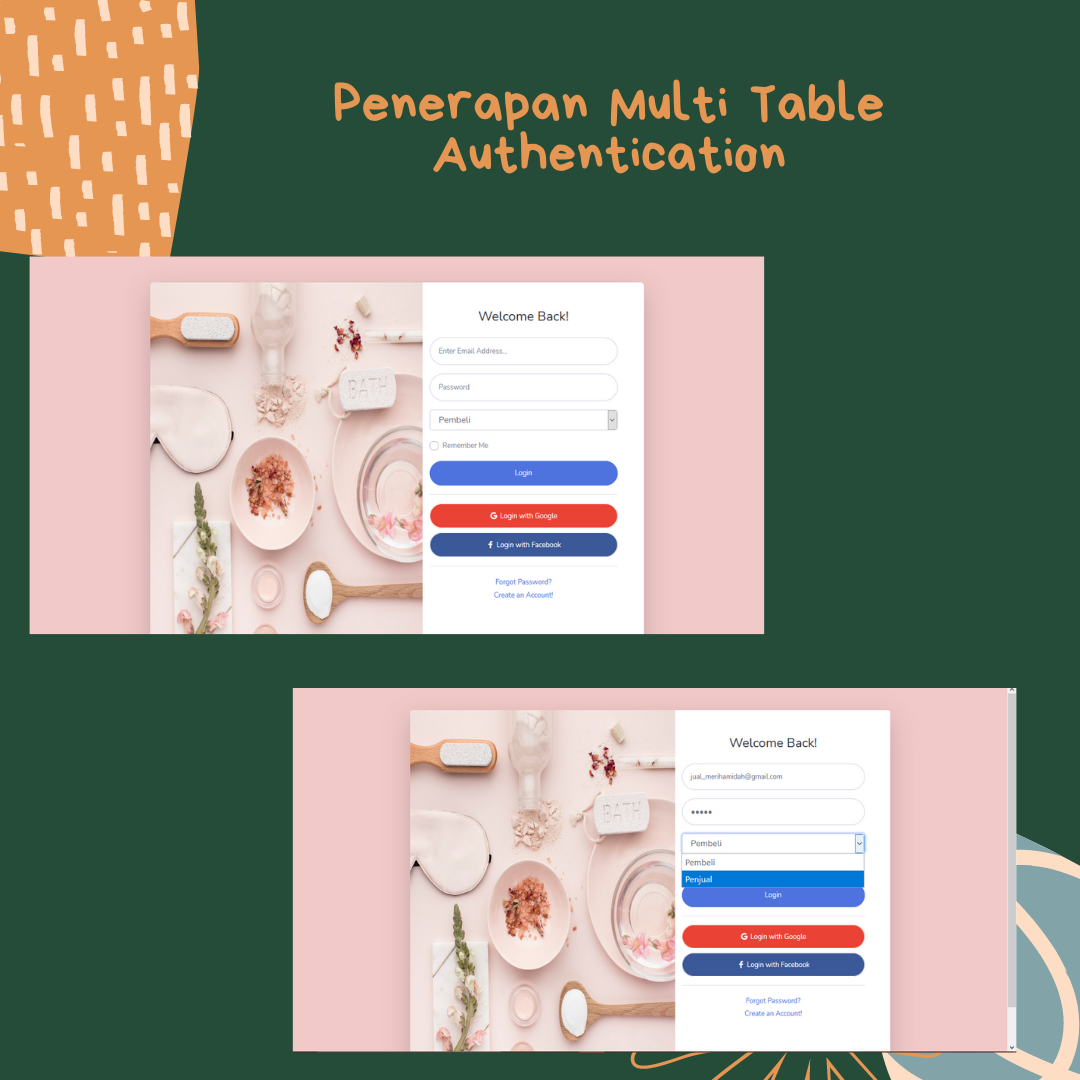 Penerapan Multi Table
Authentication
Welcome Back!
Enter Email Address...
BATH
Password
Pembeli
Remember Me
Login
Login with Google
Login with Facebook
Forgot Password?
Create an Account!
Welcome Back!
jual_merihamidah@gmail.com
BATH
•••••
Pembeli
Pembeli
Penjual
Login
Login with Google
Login with Facebook
Forgot Password?
Create an Account!